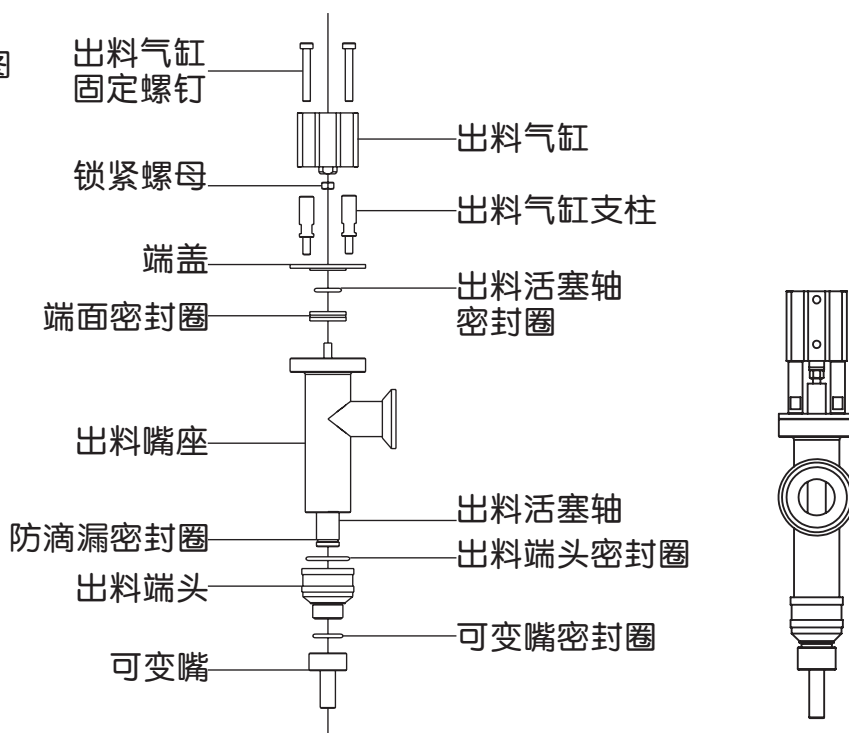 出料气缸
固定螺钉
出料气缸
锁紧螺母
出料气缸支柱
端盖
出料活塞轴
密封圈
端面密封圈
出料嘴座
出料活塞轴
防滴漏密封圈
出料端头密封圈
出料端头
可变嘴密封圈
可变嘴